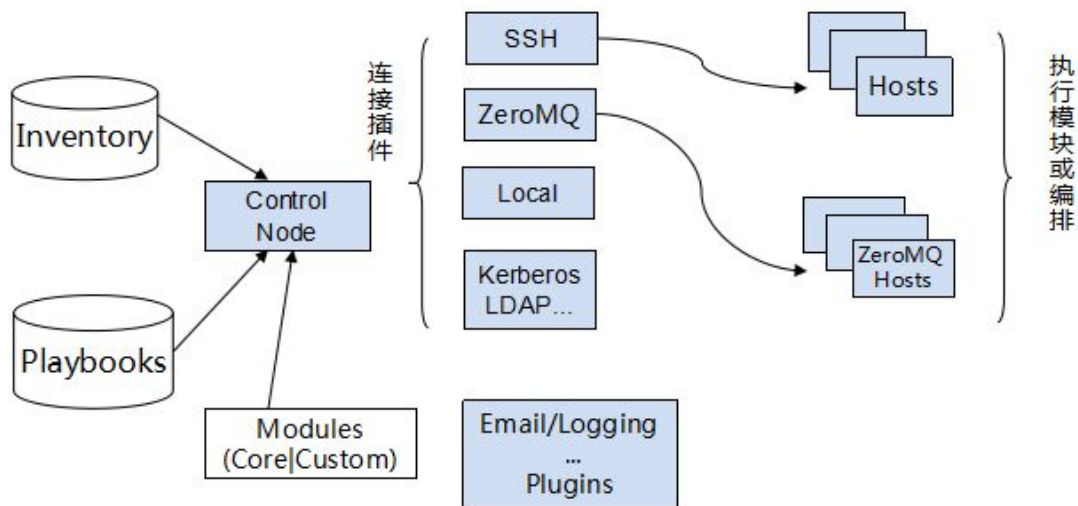 Inventory
Playbooks
Control
Node
Modules
(Core|Custom)
连接插件
SSH
ZeroMQ
Local
Kerberos
LDAP...
Email/Logging
...
Plugins
Hosts
ZeroMQ
Hosts
执行模块或编排